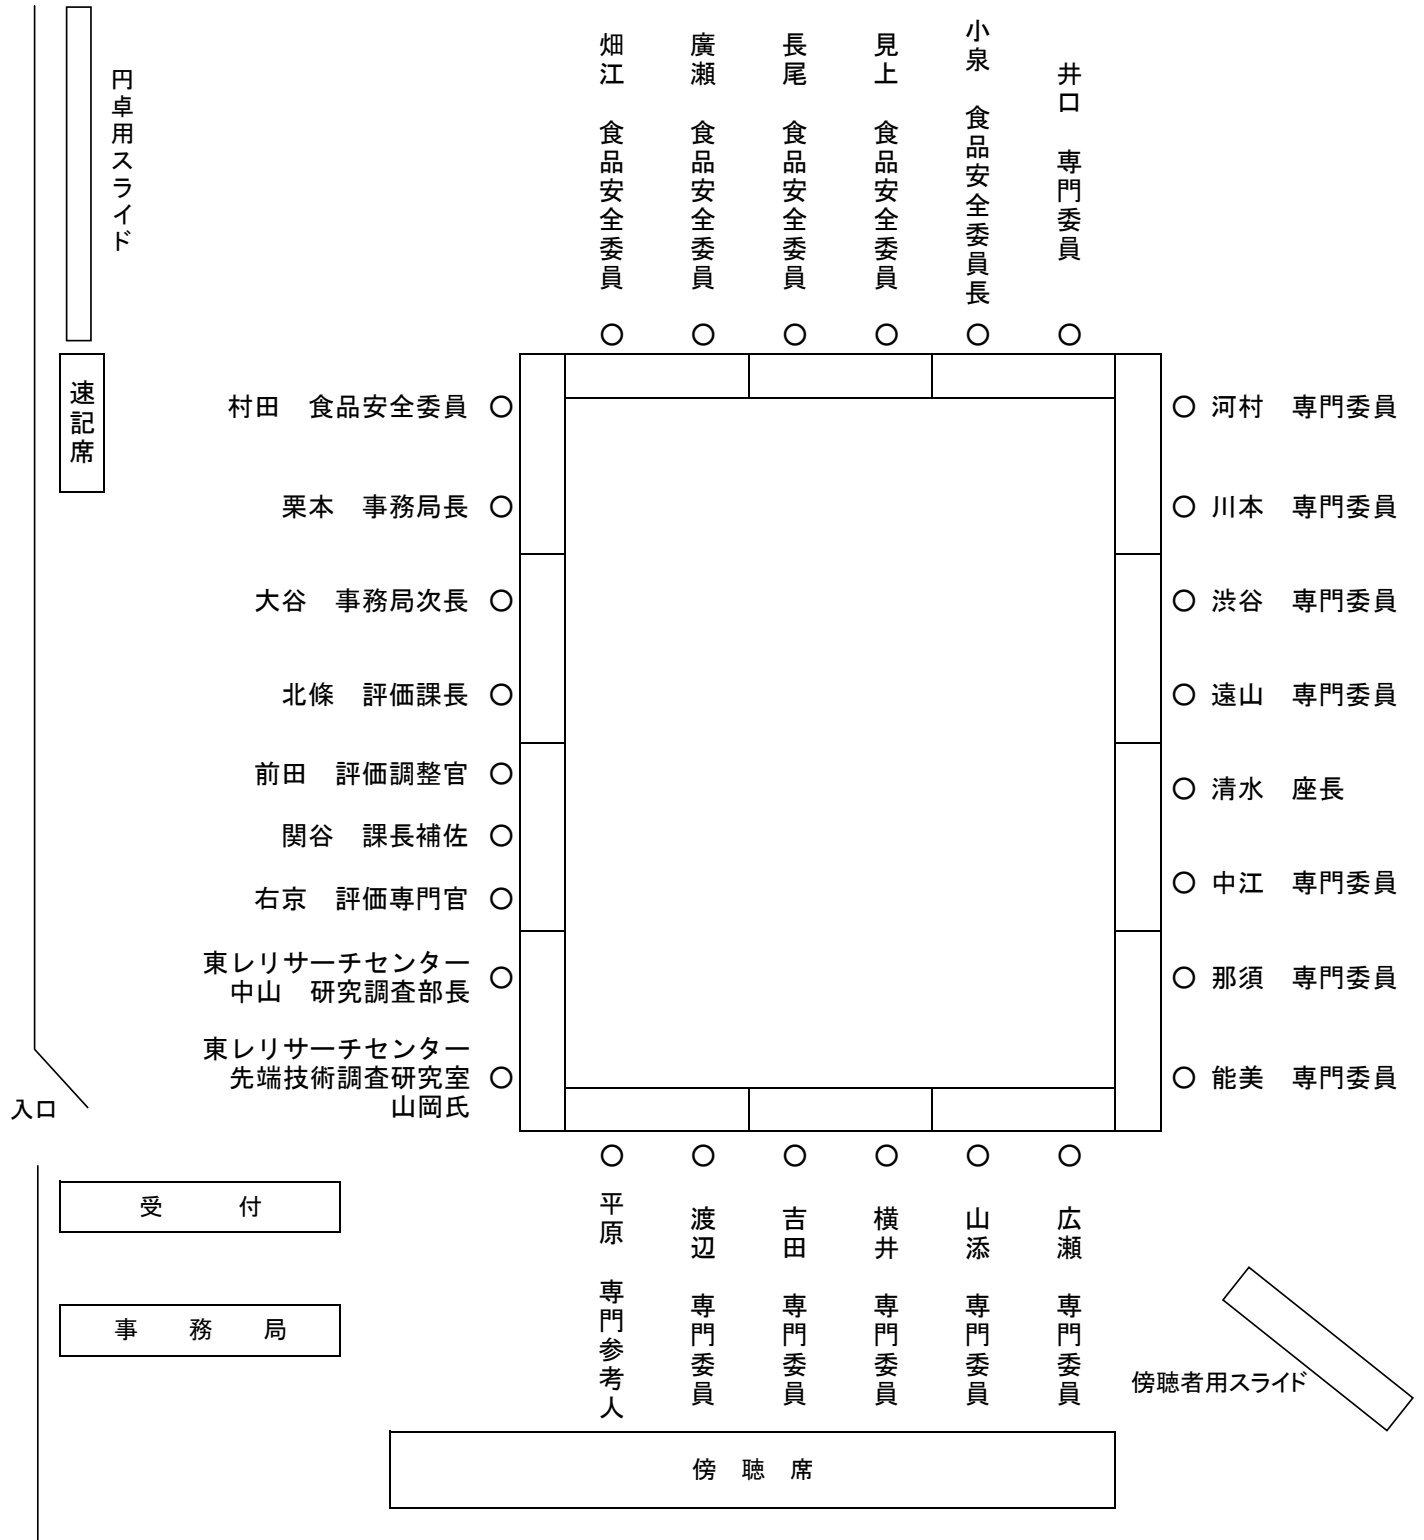 円卓用スライド
速記席
畑江　食品安全委員
廣瀬　食品安全委員
長尾　食品安全委員
見上　食品安全委員
小泉　食品安全委員長
井口　専門委員
村田　食品安全委員
栗本　事務局長
大谷　事務局次長
北條　評価課長
前田　評価調整官
関谷　課長補佐
右京　評価専門官
東レリサーチセンター
中山　研究調査部長
東レリサーチセンター
先端技術調査研究室
山岡氏
河村　専門委員
川本　専門委員
渋谷　専門委員
遠山　専門委員
清水　座長
中江　専門委員
那須　専門委員
能美　専門委員
平原　専門参考人
渡辺　専門委員
吉田　専門委員
横井　専門委員
山添　専門委員
広瀬　専門委員
入口
受　付
事　務　局
傍聴者用スライド
傍　聴　席